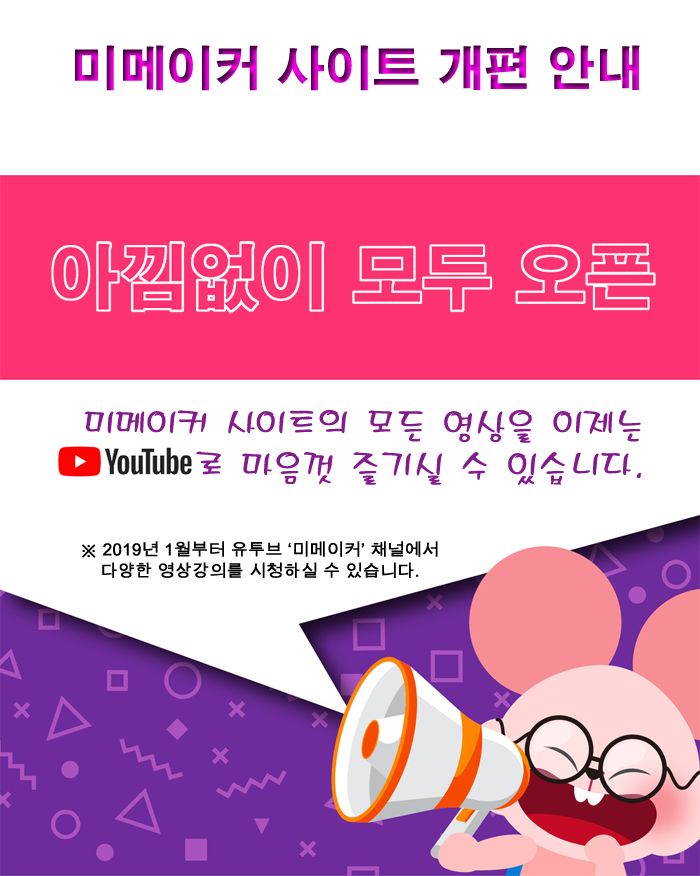 미메이커 사이트 개편 안내
아낌없이 모두 오픈
미메이커 사이트의 모든 영상을 이제는
YouTube로 마음껏 즐기실 수 있습니다.
※ 2019년 1월부터 유투브 ‘미메이커’ 채널에서
다양한 영상강의를 시청하실 수 있습니다.